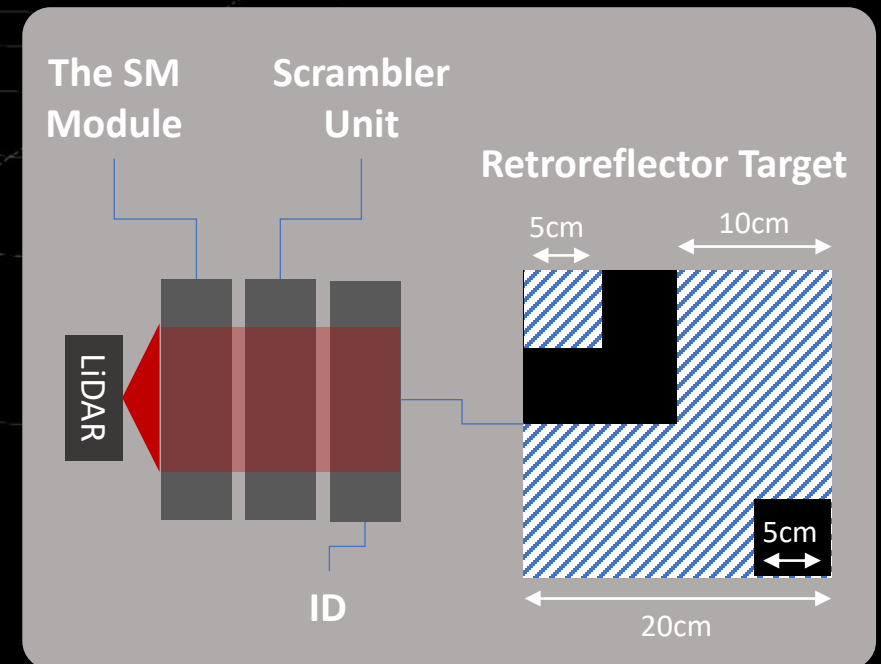 The SM
Module
Scrambler
Unit
Retroreflector Target
5cm
10cm
LiDAR
5cm
ID
20cm